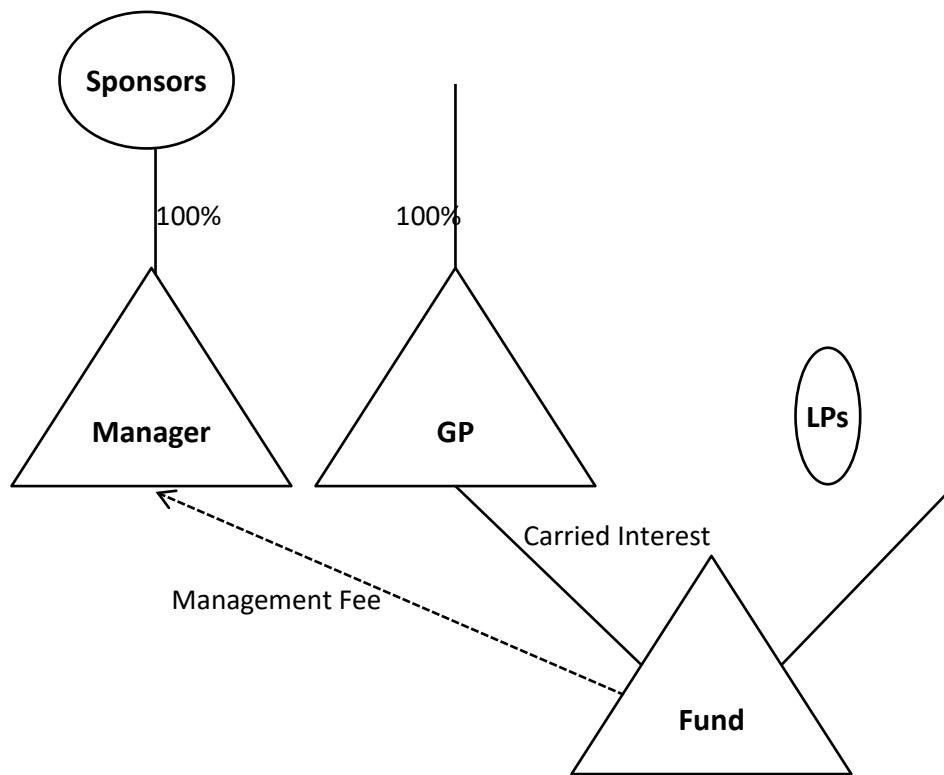 Sponsors
100%
100%
Manager
GP
LPs
Carried Interest
Management Fee
Fund